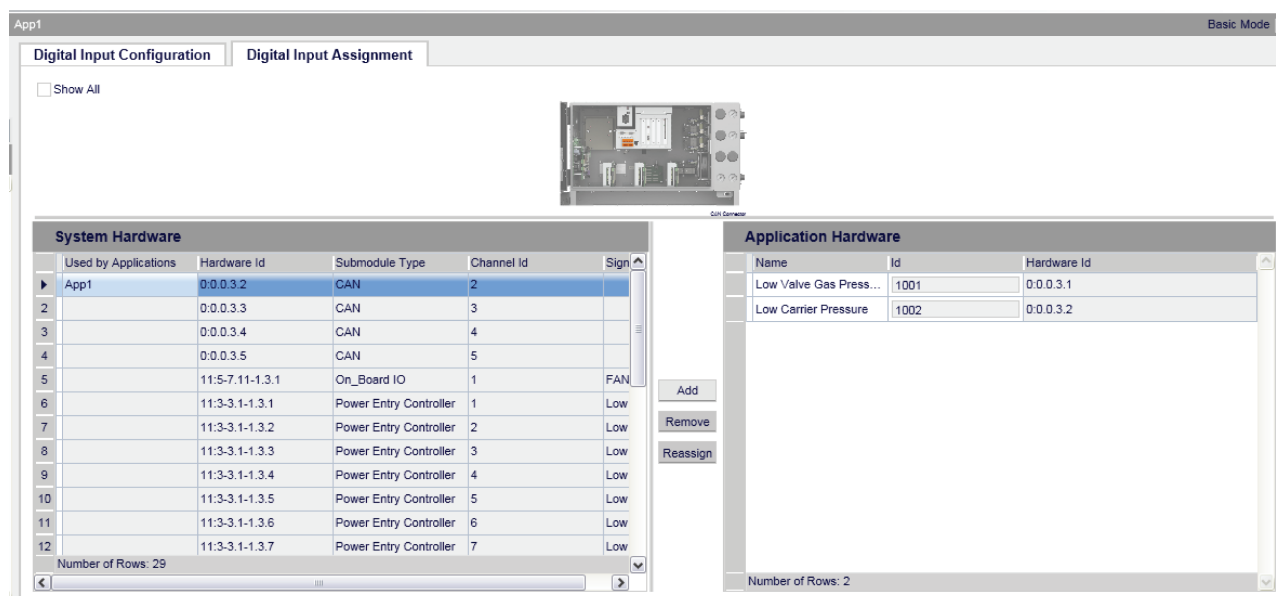 App1 Basic Mode
Digital Input Configuration Digital Input Assignment
Show All
CAN Connector
System Hardware
Used by Applications Hardware Id Submodule Type Channel Id Sign
App1 0:0.0.3.2 CAN 2
2 0:0.0.3.3 CAN 3
3 0:0.0.3.4 CAN 4
4 0:0.0.3.5 CAN 5
5 11:5-7.11-1.3.1 On_Board IO 1 FAN
6 11:3-3.1-1.3.1 Power Entry Controller 1 Low
7 11:3-3.1-1.3.2 Power Entry Controller 2 Low
8 11:3-3.1-1.3.3 Power Entry Controller 3 Low
9 11:3-3.1-1.3.4 Power Entry Controller 4 Low
10 11:3-3.1-1.3.5 Power Entry Controller 5 Low
11 11:3-3.1-1.3.6 Power Entry Controller 6 Low
12 11:3-3.1-1.3.7 Power Entry Controller 7 Low
Number of Rows: 29
Add
Remove
Reassign
Application Hardware
Name Id Hardware Id
Low Valve Gas Press... 1001 0:0.0.3.1
Low Carrier Pressure 1002 0:0.0.3.2
Number of Rows: 2